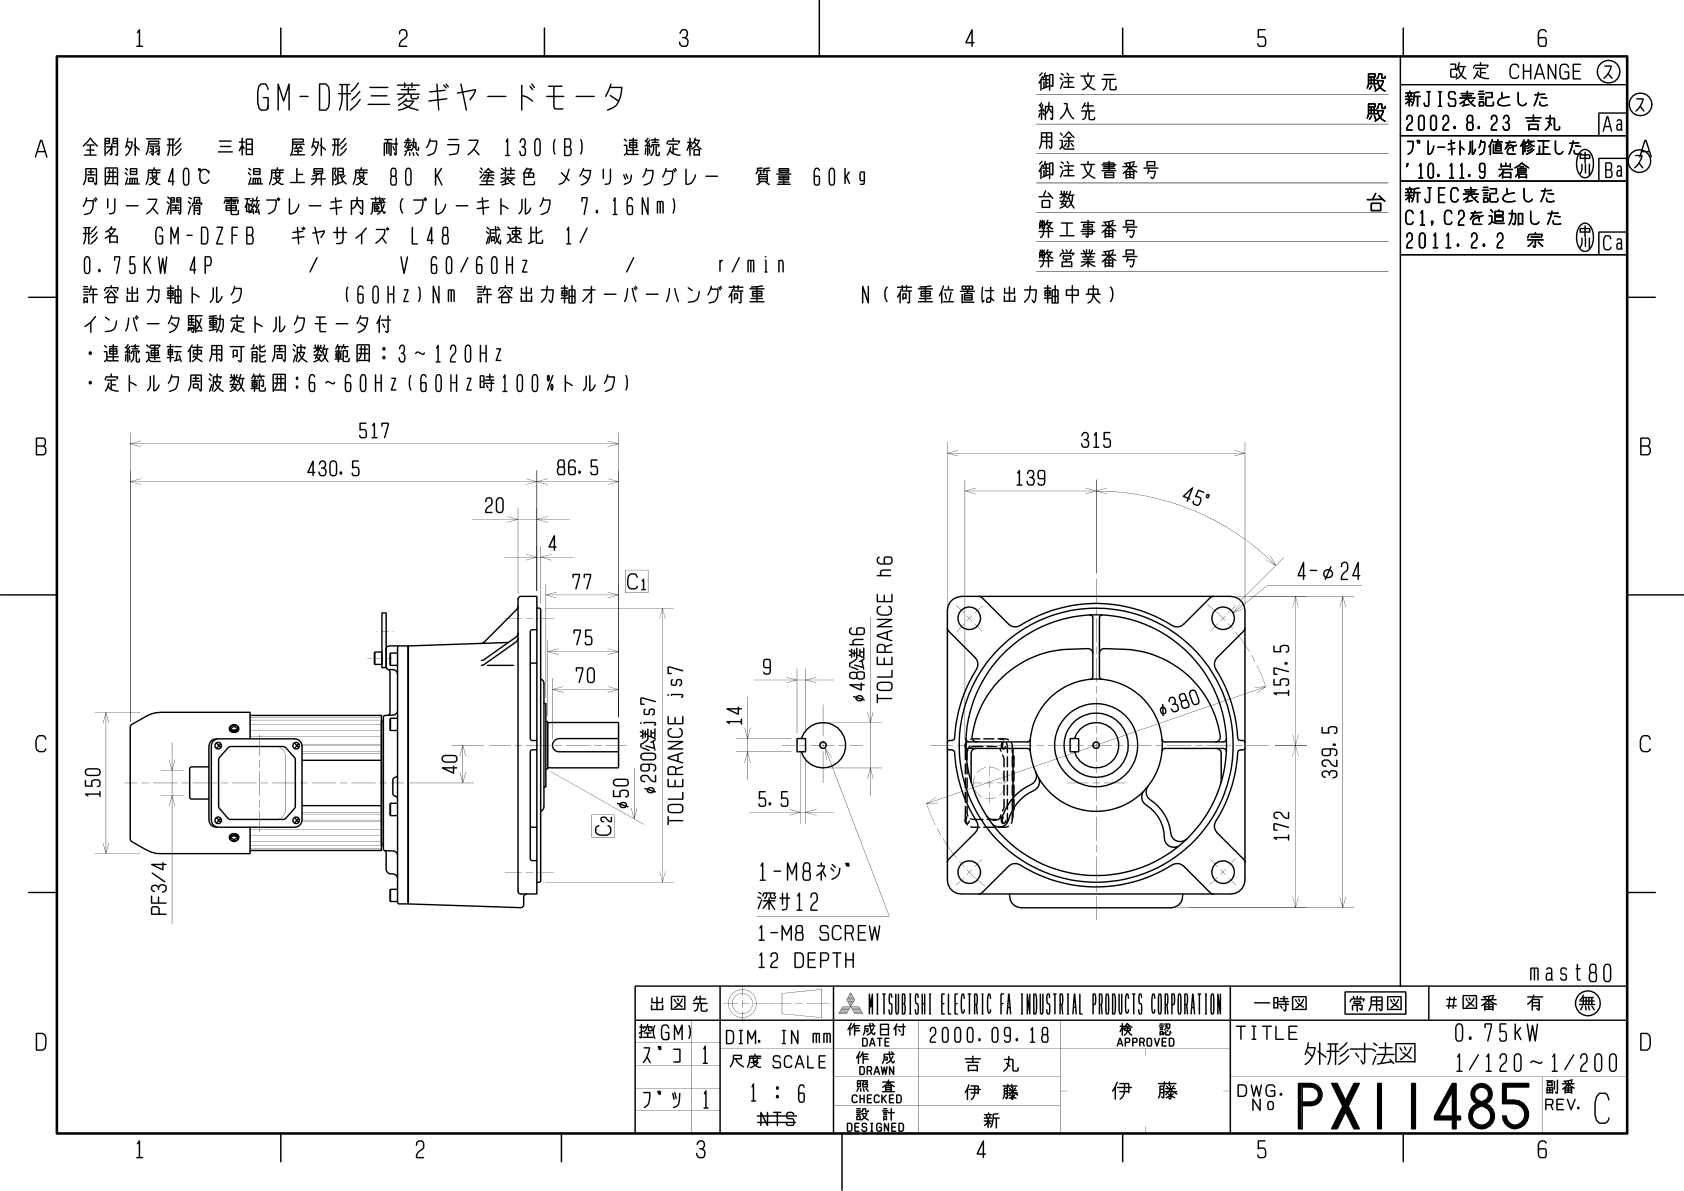 1 2 3 4 5 6
GM-D形三菱ギヤードモータ
全閉外扇形 三相 屋外形 耐熱クラス 130(B) 連続定格
周囲温度40℃ 温度上昇限度 80 K 塗装色 メタリックグレー 質量 60kg
グリース潤滑 電磁ブレーキ内蔵(ブレーキトルク 7.16Nm)
形名 GM-DZFB ギヤサイズ L48 減速比 1/
0.75KW 4P / V 60/60Hz / r/min
許容出力軸トルク (60Hz)Nm 許容出力軸オーバーハング荷重 N(荷重位置は出力軸中央)
インバータ駆動定トルクモータ付
・連続運転使用可能周波数範囲:3~120Hz
・定トルク周波数範囲:6~60Hz(60Hz時100%トルク)
御注文元 殿
納入先 殿
用途
御注文書番号
台数 台
弊工事番号
弊営業番号
改定 CHANGE ス
新JIS表記とした ス
2002.8.23 吉丸 Aa
ブレーキトルク値を修正した
'10.11.9 岩倉 中川 Ba ス
新JEC表記とした
C1,C2を追加した
2011.2.2 宗 中川 Ca
A A
B B
C C
D D
517
430.5 86.5
20
4
77 C1
75
70
150
40
PF3/4
φ50
C2
φ290公差js7
TOLERANCE js7
9
14
5.5
φ48公差h6
TOLERANCE h6
1-M8ネジ
深サ12
1-M8 SCREW
12 DEPTH
315
139
45°
4-φ24
φ380
157.5
172
329.5
mast80
出図先
控(GM)
ズコ 1
ブツ 1
DIM. IN mm
尺度 SCALE
1 : 6
NTS
MITSUBISHI ELECTRIC FA INDUSTRIAL PRODUCTS CORPORATION
作成日付 DATE 2000.09.18
作成 DRAWN 吉丸
照査 CHECKED 伊藤
設計 DESIGNED 新
検認 APPROVED
伊藤
一時図 常用図 #図番 有 無
TITLE 0.75kW
外形寸法図 1/120~1/200
DWG. No PX11485 副番 REV. C
1 2 3 4 5 6